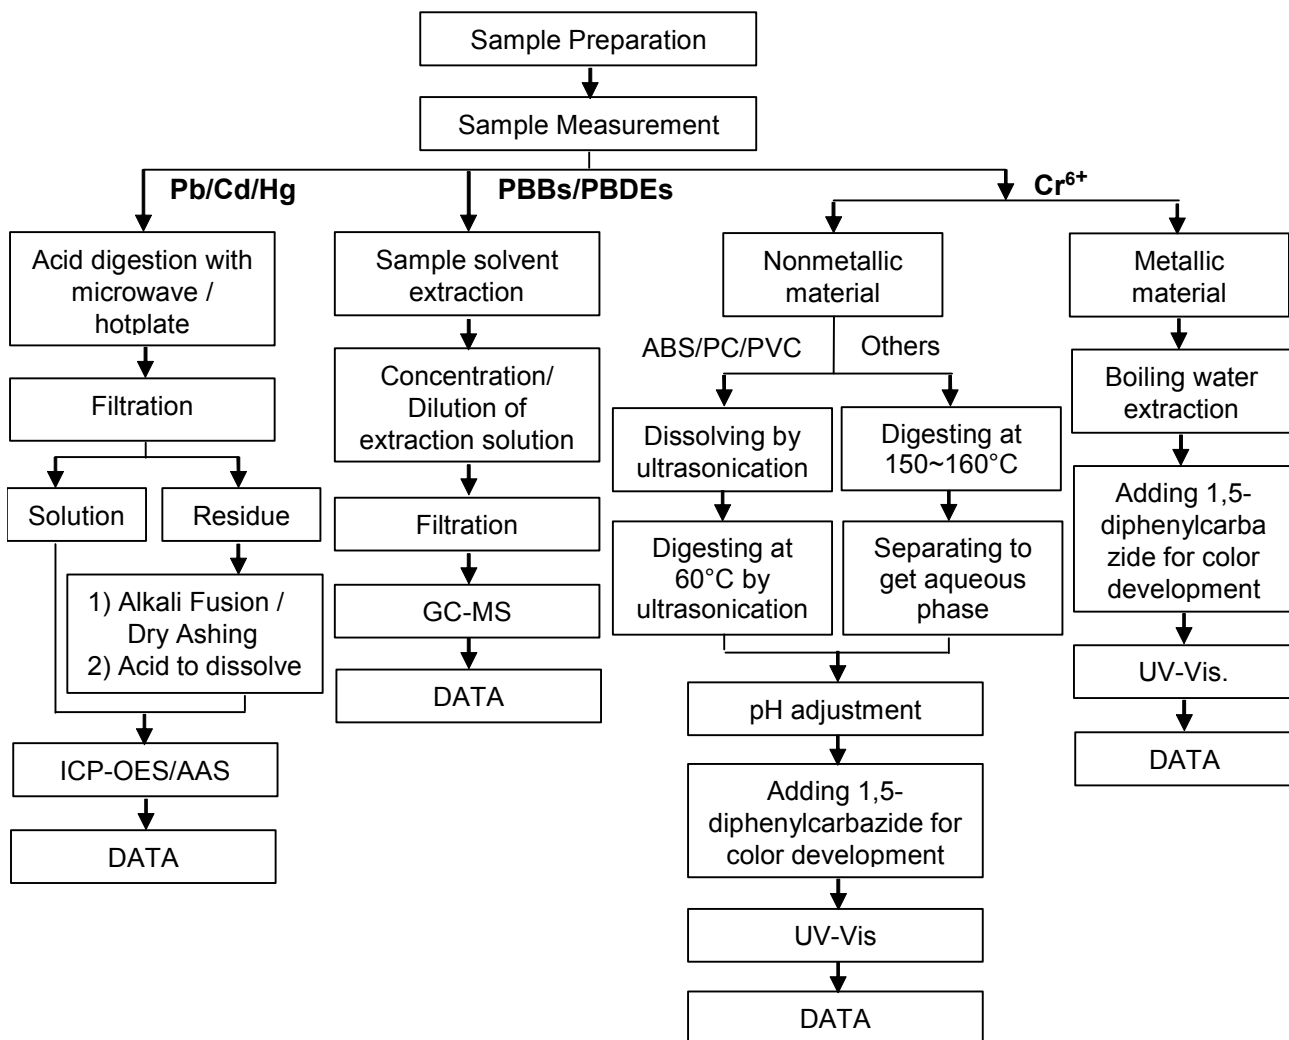 Sample Preparation
Sample Measurement
Pb/Cd/Hg
PBBs/PBDEs
Cr⁶⁺
Acid digestion with
microwave /
hotplate
Filtration
Solution
Residue
1) Alkali Fusion /
Dry Ashing
2) Acid to dissolve
ICP-OES/AAS
DATA
Sample solvent
extraction
Concentration/
Dilution of
extraction solution
Filtration
GC-MS
DATA
Nonmetallic
material
ABS/PC/PVC
Others
Dissolving by
ultrasonication
Digesting at
60°C by
ultrasonication
Digesting at
150~160°C
Separating to
get aqueous
phase
pH adjustment
Adding 1,5-
diphenylcarbazide for
color development
UV-Vis
DATA
Metallic
material
Boiling water
extraction
Adding 1,5-
diphenylcarba
zide for color
development
UV-Vis.
DATA